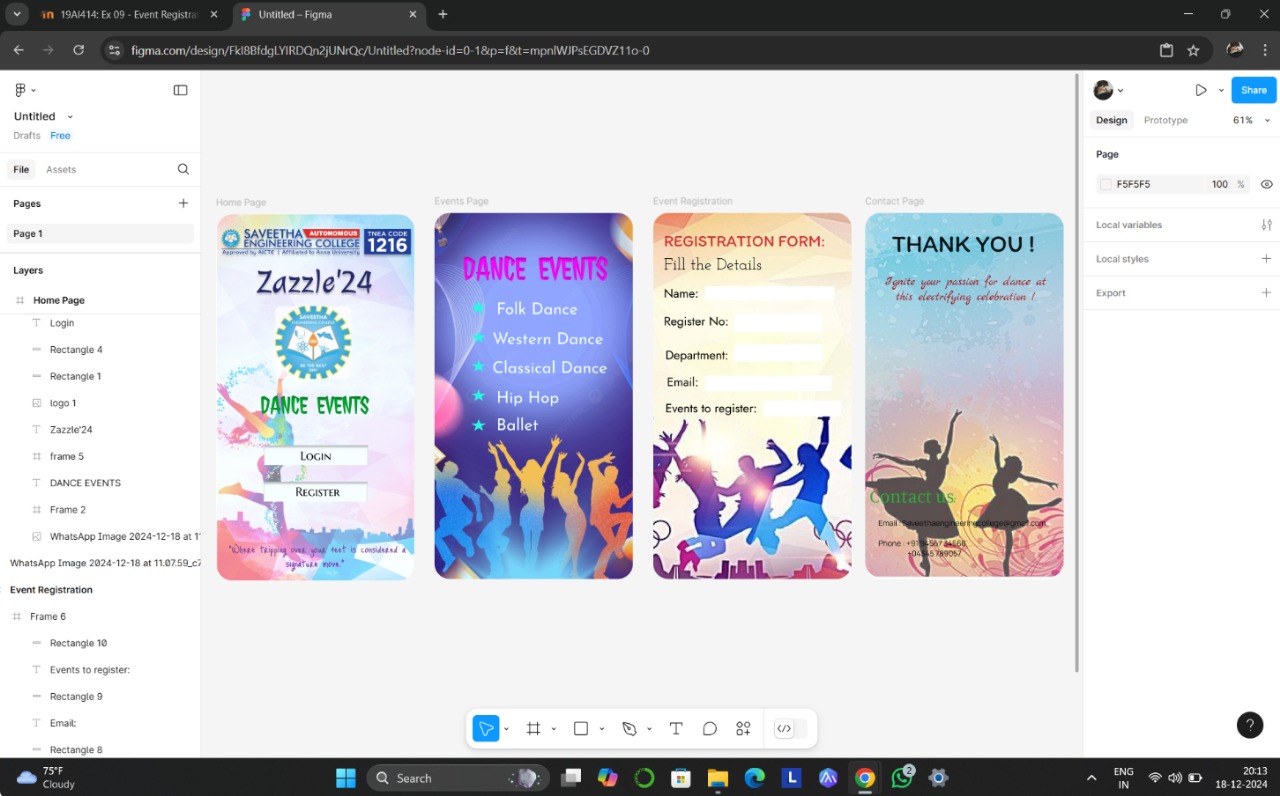 19AI414: Ex 09 - Event Registra
Untitled – Figma
figma.com/design/FkI8BfdgLYIRDQn2jUNrQc/Untitled?node-id=0-1&p=f&t=mpnlWJPsEGDVZ11o-0
Untitled
Drafts
Free
File
Assets
Pages
Page 1
Layers
Home Page
Login
Rectangle 4
Rectangle 1
logo 1
Zazzle'24
frame 5
DANCE EVENTS
Frame 2
WhatsApp Image 2024-12-18 at 11
WhatsApp Image 2024-12-18 at 11.07.59_c7
Event Registration
Frame 6
Rectangle 10
Events to register:
Rectangle 9
Email:
Rectangle 8
Home Page
SAVEETHA AUTONOMOUS
ENGINEERING COLLEGE
Approved by AICTE | Affiliated to Anna University
TNEA CODE
1216
Zazzle'24
SAVEETHA
DANCE EVENTS
LOGIN
REGISTER
"When tripping over your feet is considered a
signature move."
Events Page
DANCE EVENTS
Folk Dance
Western Dance
Classical Dance
Hip Hop
Ballet
Event Registration
REGISTRATION FORM:
Fill the Details
Name:
Register No:
Department:
Email:
Events to register:
Contact Page
THANK YOU !
Ignite your passion for dance at
this electrifying celebration !
Contact us:
Email : Saveethaengineeringcollege@gmail.com
Phone :
Share
Design
Prototype
61%
Page
F5F5F5
100
%
Local variables
Local styles
Export
?
75°F
Cloudy
Search
L
2
ENG
IN
20:13
18-12-2024